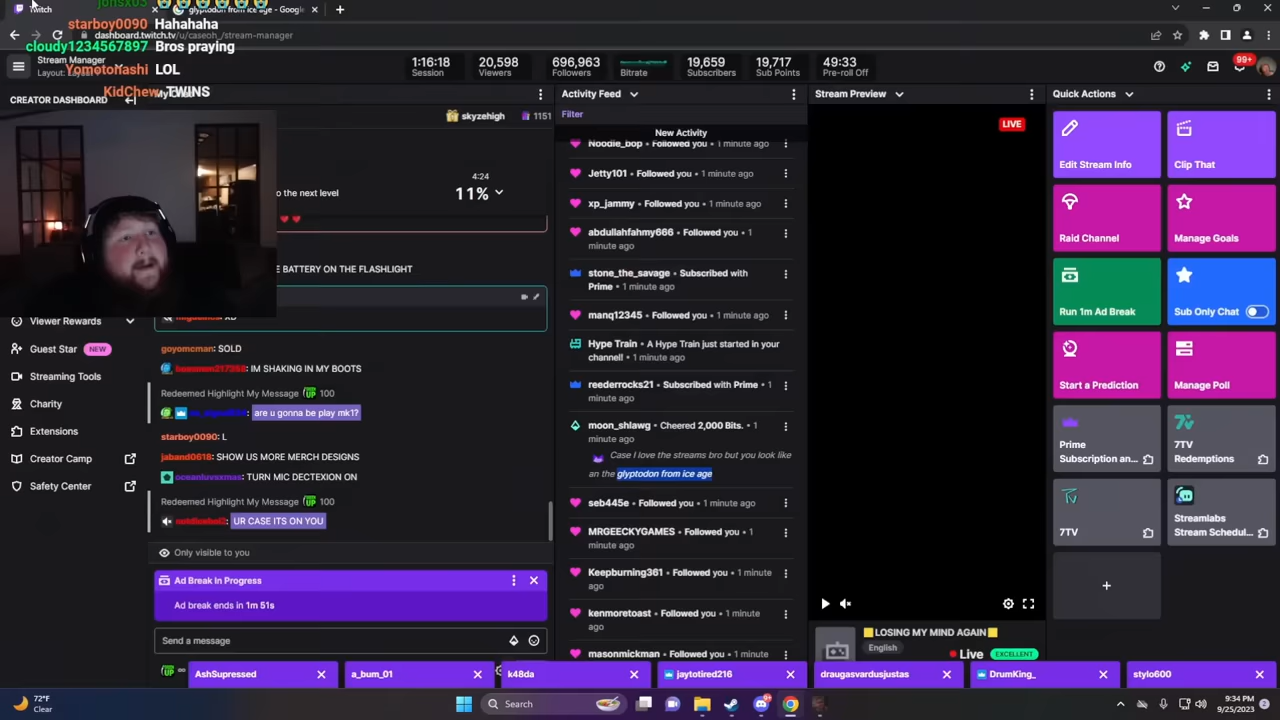 jonsx03
starboy0090 Hahahaha
cloudy1234567897 Bros praying
Yomotohashi LOL
KidChew_ TWINS
Twitch
glyptodon from ice age - Google
dashboard.twitch.tv/u/caseoh_/stream-manager
Stream Manager
1:16:18
Session
20,598
Viewers
696,963
Followers
Bitrate
19,659
Subscribers
19,717
Sub Points
49:33
Pre-roll Off
99+
CREATOR DASHBOARD
skyzehigh
1151
4:24
to the next level
11%
E BATTERY ON THE FLASHLIGHT
Viewer Rewards
Guest Star NEW
Streaming Tools
Charity
Extensions
Creator Camp
Safety Center
goyomcman: SOLD
IM SHAKING IN MY BOOTS
Redeemed Highlight My Message 100
are u gonna be play mk1?
starboy0090: L
jaband0618: SHOW US MORE MERCH DESIGNS
TURN MIC DECTEXION ON
Redeemed Highlight My Message 100
UR CASE ITS ON YOU
Only visible to you
Ad Break In Progress
Ad break ends in 1m 51s
Send a message
Activity Feed
Filter
New Activity
Noodie_bop • Followed you • 1 minute ago
Jetty101 • Followed you • 1 minute ago
xp_jammy • Followed you • 1 minute ago
abdullahfahmy666 • Followed you • 1
minute ago
stone_the_savage • Subscribed with
Prime • 1 minute ago
manq12345 • Followed you • 1 minute ago
Hype Train • A Hype Train just started in your
channel! • 1 minute ago
reederrocks21 • Subscribed with Prime • 1
minute ago
moon_shlawg • Cheered 2,000 Bits. • 1
minute ago
Case I love the streams bro but you look like
an the glyptodon from ice age
seb445e • Followed you • 1 minute ago
MRGEECKYGAMES • Followed you • 1
minute ago
Keepburning361 • Followed you • 1 minute
ago
kenmoretoast • Followed you • 1 minute
ago
masonmickman • Followed you • 1 minute
Stream Preview
LIVE
LOSING MY MIND AGAIN
English
Live EXCELLENT
Quick Actions
Edit Stream Info
Clip That
Raid Channel
Manage Goals
Run 1m Ad Break
Sub Only Chat
Start a Prediction
Manage Poll
Prime
Subscription an...
7TV
Redemptions
7TV
Streamlabs
Stream Schedul...
AshSupressed
a_bum_01
k48da
jaytotired216
draugasvardusjustas
DrumKing_
stylo600
72°F
Clear
Search
9:34 PM
9/25/2023